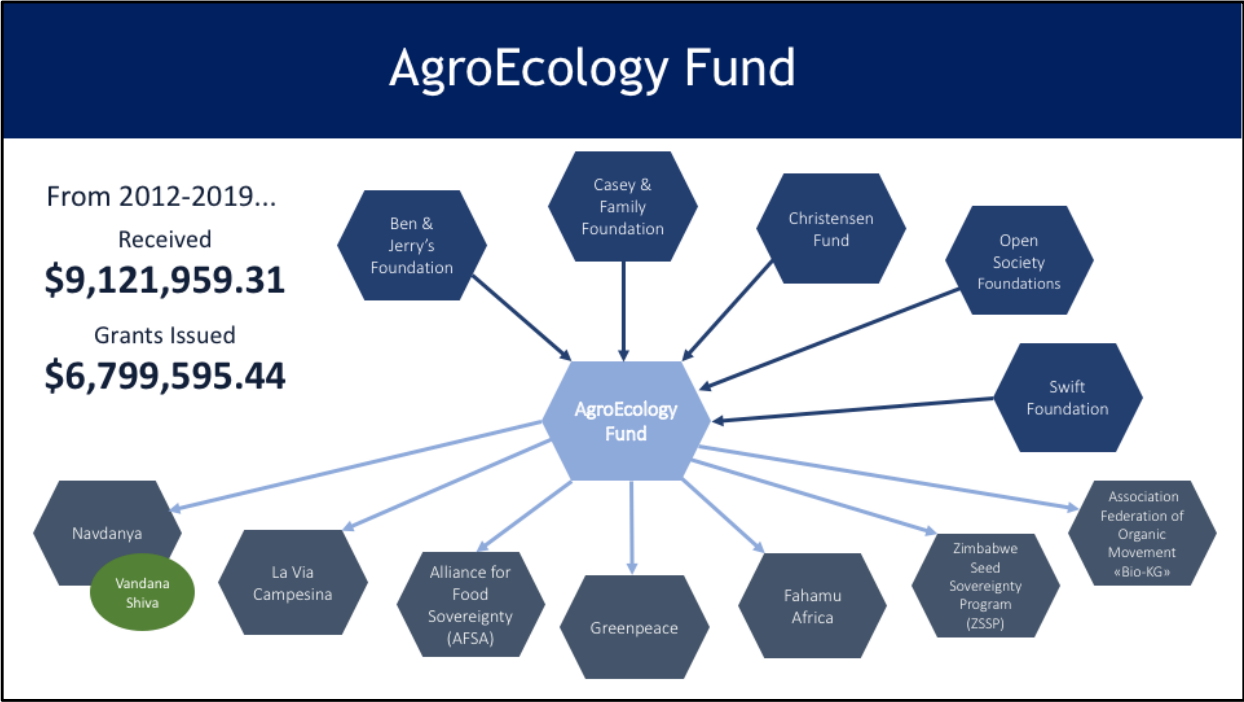 AgroEcology Fund
From 2012-2019...
Received
$9,121,959.31
Grants Issued
$6,799,595.44
Ben &
Jerry's
Foundation
Casey &
Family
Foundation
Christensen
Fund
Open
Society
Foundations
Swift
Foundation
AgroEcology
Fund
Navdanya
Vandana
Shiva
La Via
Campesina
Alliance for
Food
Sovereignty
(AFSA)
Greenpeace
Fahamu
Africa
Zimbabwe
Seed
Sovereignty
Program
(ZSSP)
Association
Federation of
Organic
Movement
«Bio-KG»